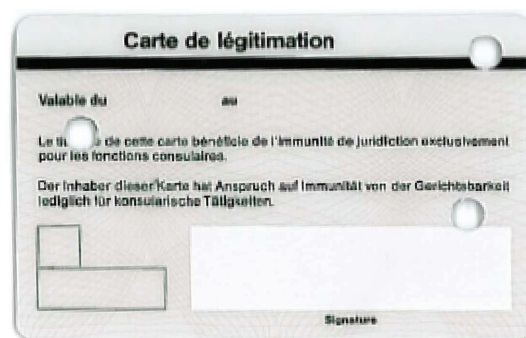 Carte de légitimation
Valable du au
Le de cette carte bénéficie de l'immunité de juridiction exclusivement
pour les fonctions consulaires.
Der Inhaber dieser Karte hat Anspruch auf Immunität von der Gerichtsbarkeit
lediglich für konsularische Tätigkeiten.
Signature